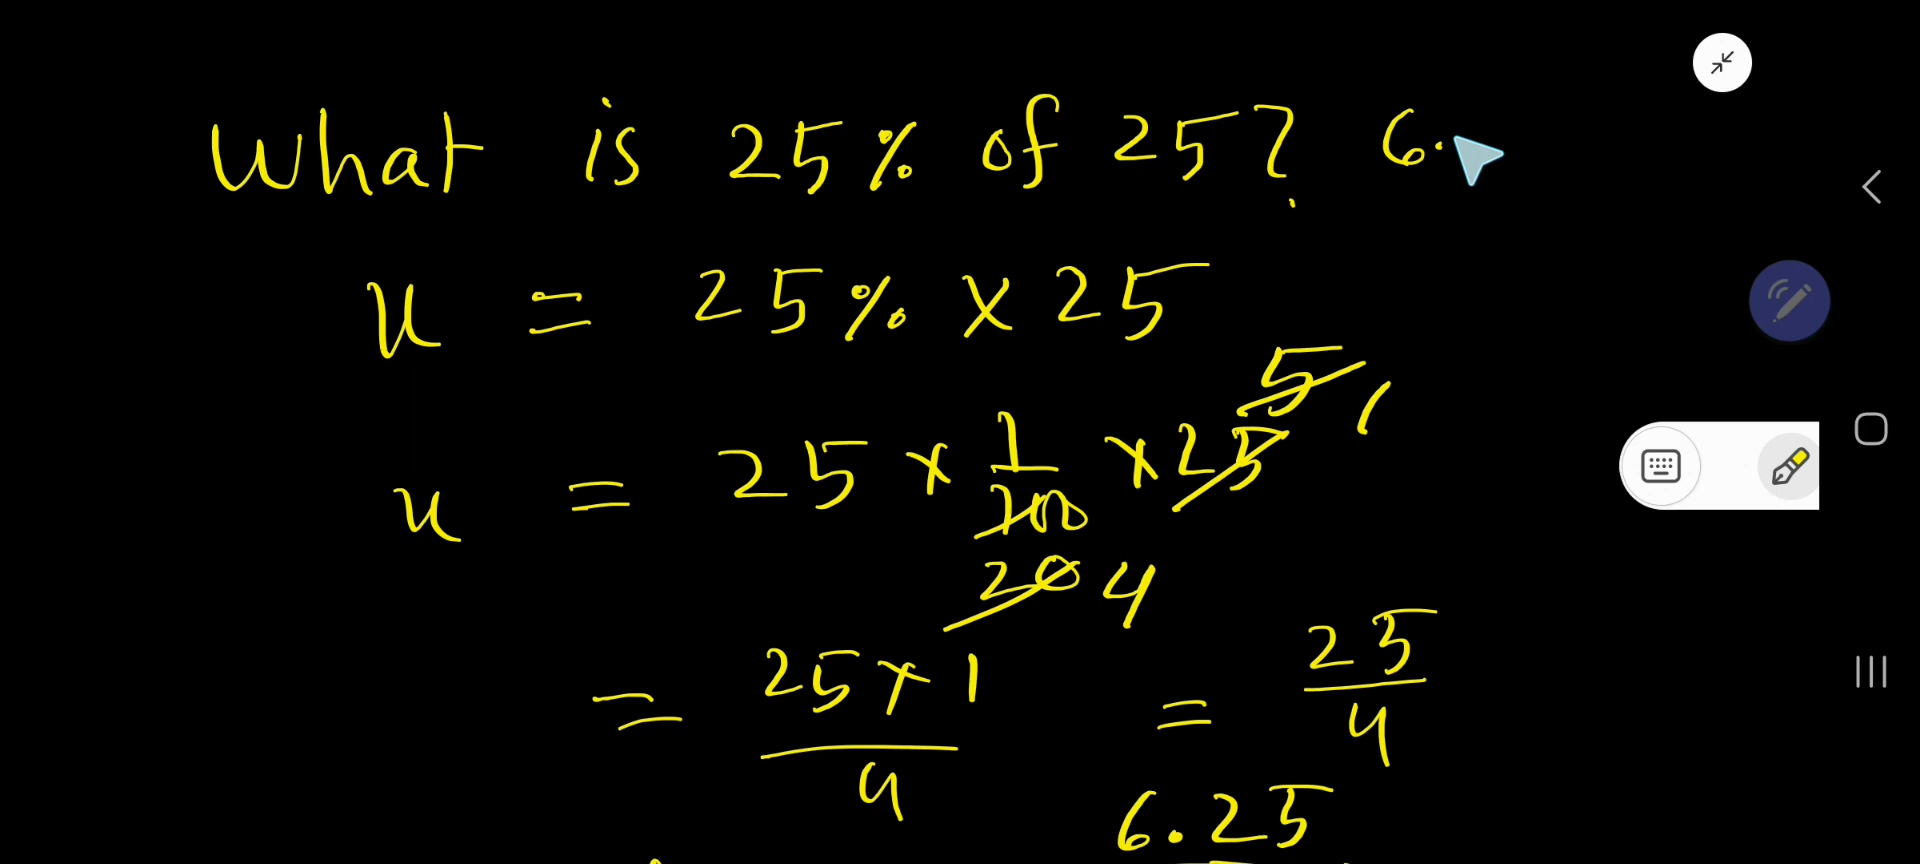 What is 25% of 25? 6.
x = 25% × 25
5 1
x = 25 × 1/100 × 25
20 4
= 25 × 1 / 4 = 25 / 4
6.25